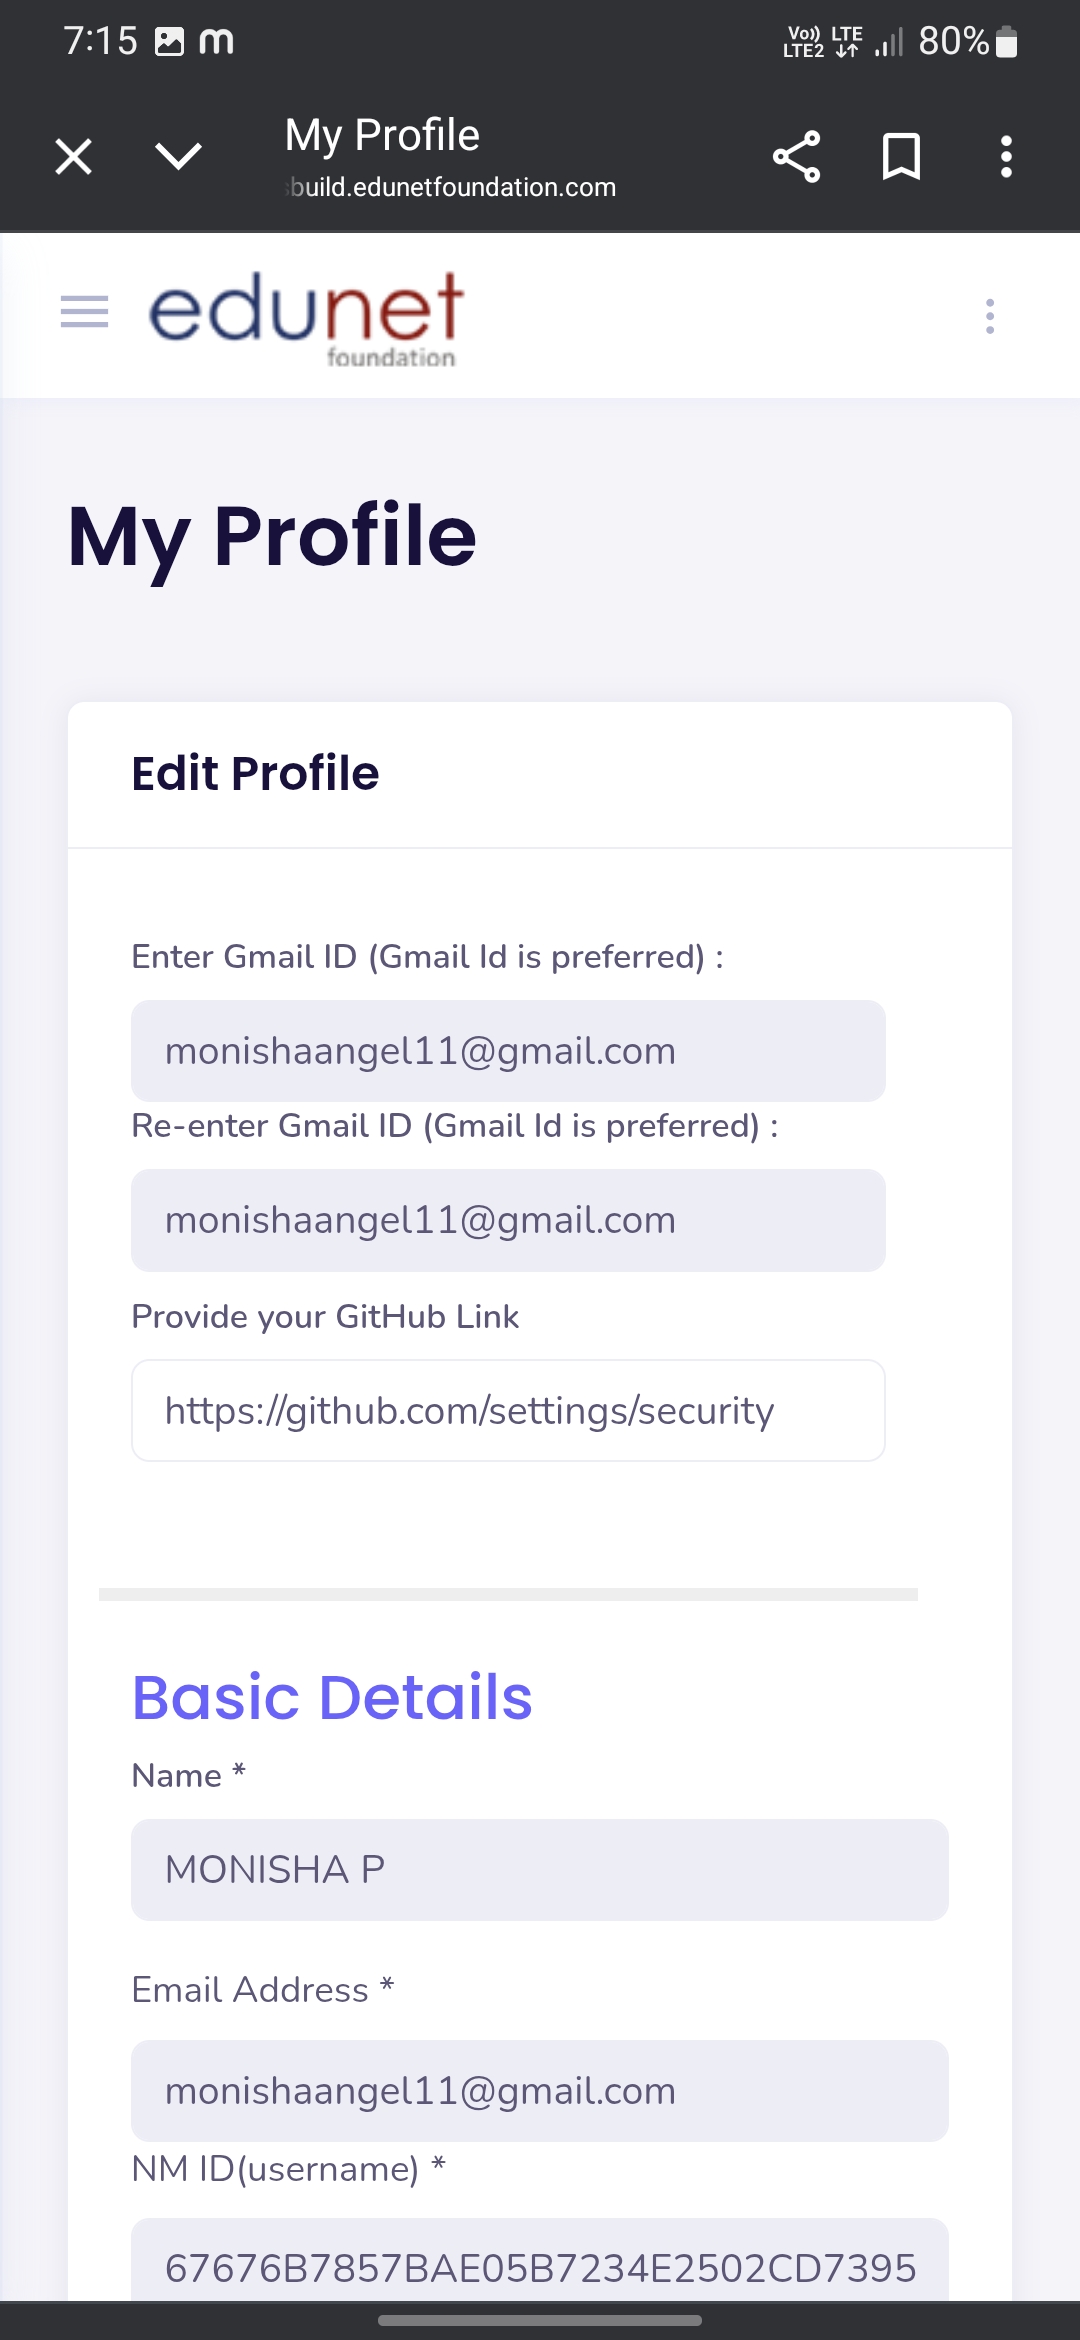 7:15 m Vo)) LTE LTE2 80%
My Profile
build.edunetfoundation.com
edunet
foundation
My Profile
Edit Profile
Enter Gmail ID (Gmail Id is preferred) :
monishaangel11@gmail.com
Re-enter Gmail ID (Gmail Id is preferred) :
monishaangel11@gmail.com
Provide your GitHub Link
https://github.com/settings/security
Basic Details
Name *
MONISHA P
Email Address *
monishaangel11@gmail.com
NM ID(username) *
67676B7857BAE05B7234E2502CD7395